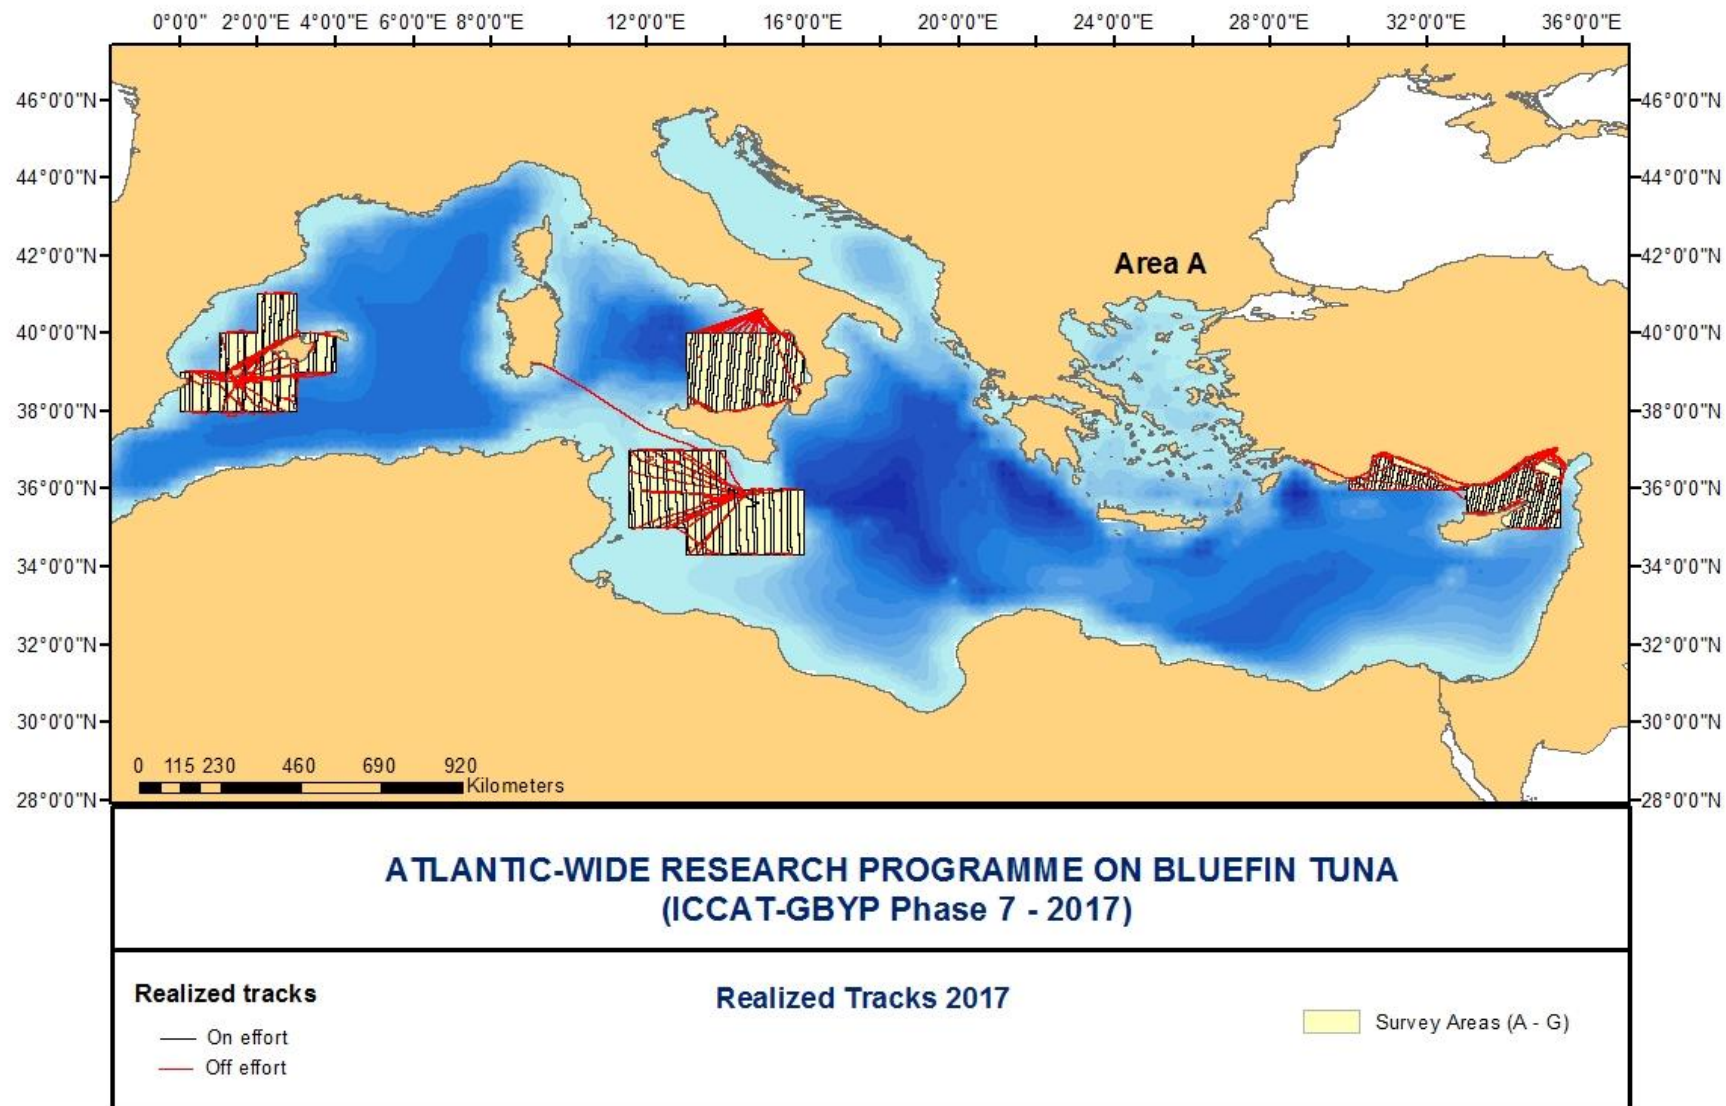 0°0'0" 2°0'0"E 4°0'0"E 6°0'0"E 8°0'0"E 12°0'0"E 16°0'0"E 20°0'0"E 24°0'0"E 28°0'0"E 32°0'0"E 36°0'0"E
46°0'0"N 46°0'0"N
44°0'0"N 44°0'0"N
42°0'0"N Area A 42°0'0"N
40°0'0"N 40°0'0"N
38°0'0"N 38°0'0"N
36°0'0"N 36°0'0"N
34°0'0"N 34°0'0"N
32°0'0"N 32°0'0"N
30°0'0"N 30°0'0"N
0 115 230 460 690 920
Kilometers
28°0'0"N 28°0'0"N
ATLANTIC-WIDE RESEARCH PROGRAMME ON BLUEFIN TUNA
(ICCAT-GBYP Phase 7 - 2017)
Realized tracks
On effort
Off effort
Realized Tracks 2017
Survey Areas (A - G)